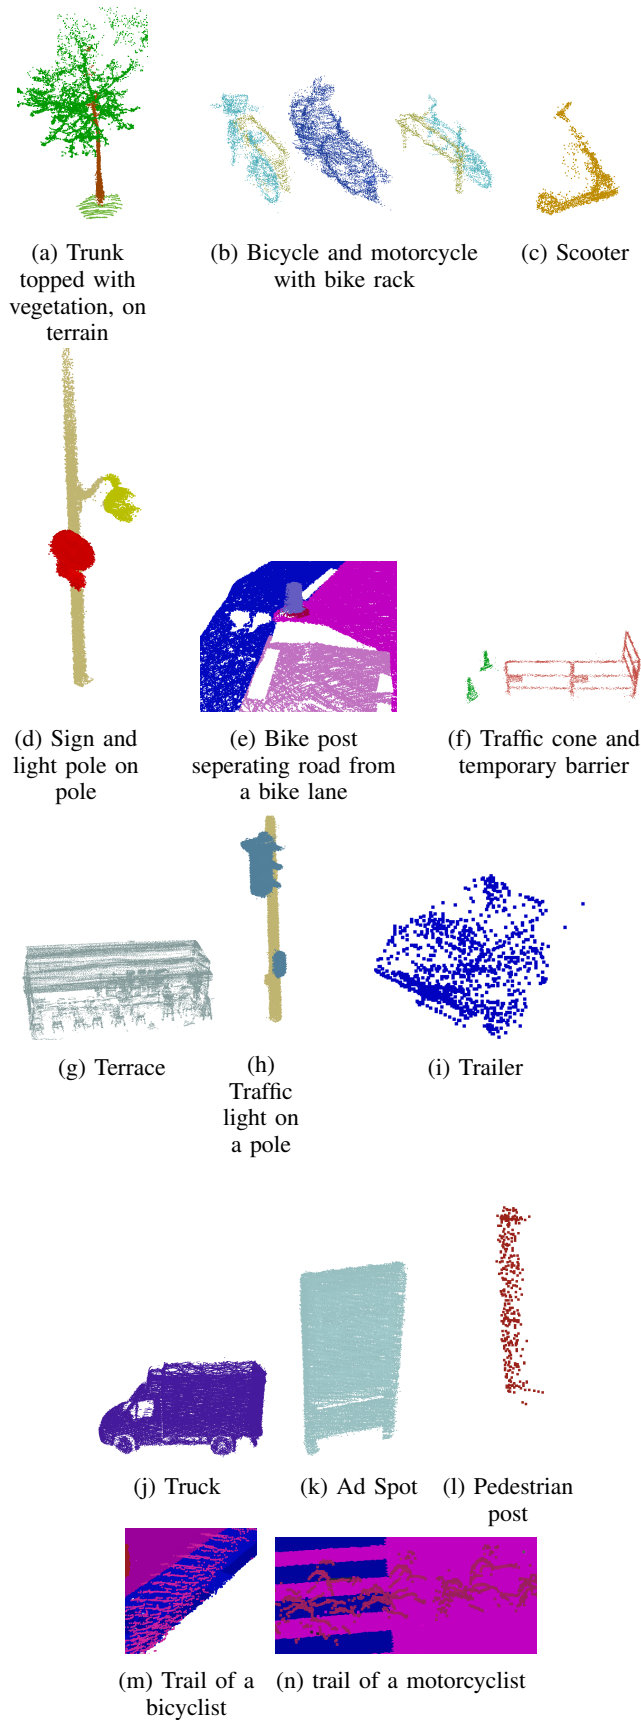 (a) Trunk
topped with
vegetation, on
terrain
(b) Bicycle and motorcycle
with bike rack
(c) Scooter
(d) Sign and
light pole on
pole
(e) Bike post
seperating road from
a bike lane
(f) Traffic cone and
temporary barrier
(g) Terrace
(h)
Traffic
light on
a pole
(i) Trailer
(j) Truck
(k) Ad Spot
(l) Pedestrian
post
(m) Trail of a
bicyclist
(n) trail of a motorcyclist